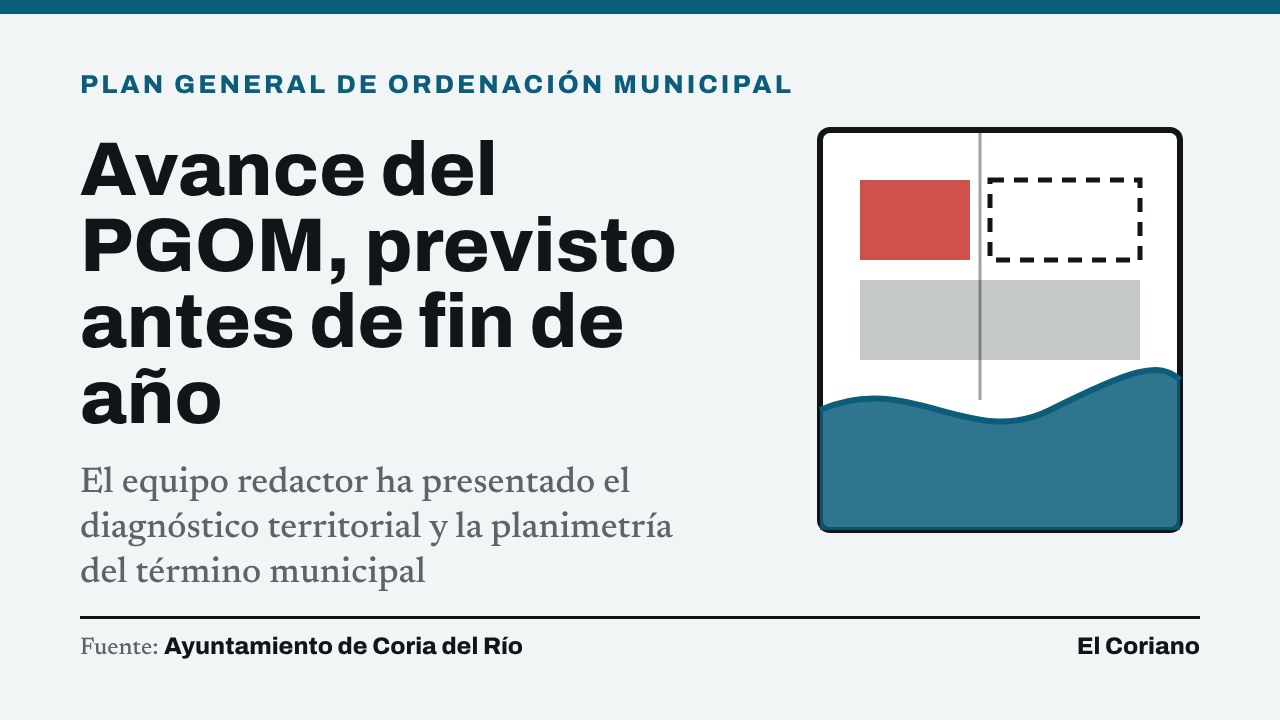 PLAN GENERAL DE ORDENACIÓN MUNICIPAL
Avance del
PGOM, previsto
antes de fin de
año
El equipo redactor ha presentado el
diagnóstico territorial y la planimetría
del término municipal
Fuente: Ayuntamiento de Coria del Río
El Coriano